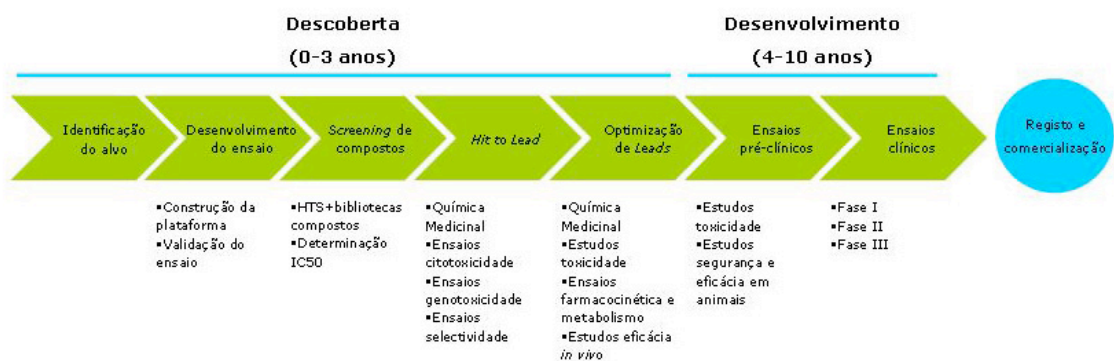 Descoberta
(0-3 anos)
Desenvolvimento
(4-10 anos)
Identificação
do alvo
Desenvolvimento
do ensaio
Screening de
compostos
Hit to Lead
Optimização
de Leads
Ensaios
pré-clínicos
Ensaios
clínicos
Registo e
comercialização
▪Construção da
plataforma
▪Validação do
ensaio
▪HTS+bibliotecas
compostos
▪Determinação
IC50
▪Química
Medicinal
▪Ensaios
citotoxicidade
▪Ensaios
genotoxicidade
▪Ensaios
selectividade
▪Química
Medicinal
▪Estudos
toxicidade
▪Ensaios
farmacocinética e
metabolismo
▪Estudos eficácia
in vivo
▪Estudos
toxicidade
▪Estudos
segurança e
eficácia em
animais
▪Fase I
▪Fase II
▪Fase III